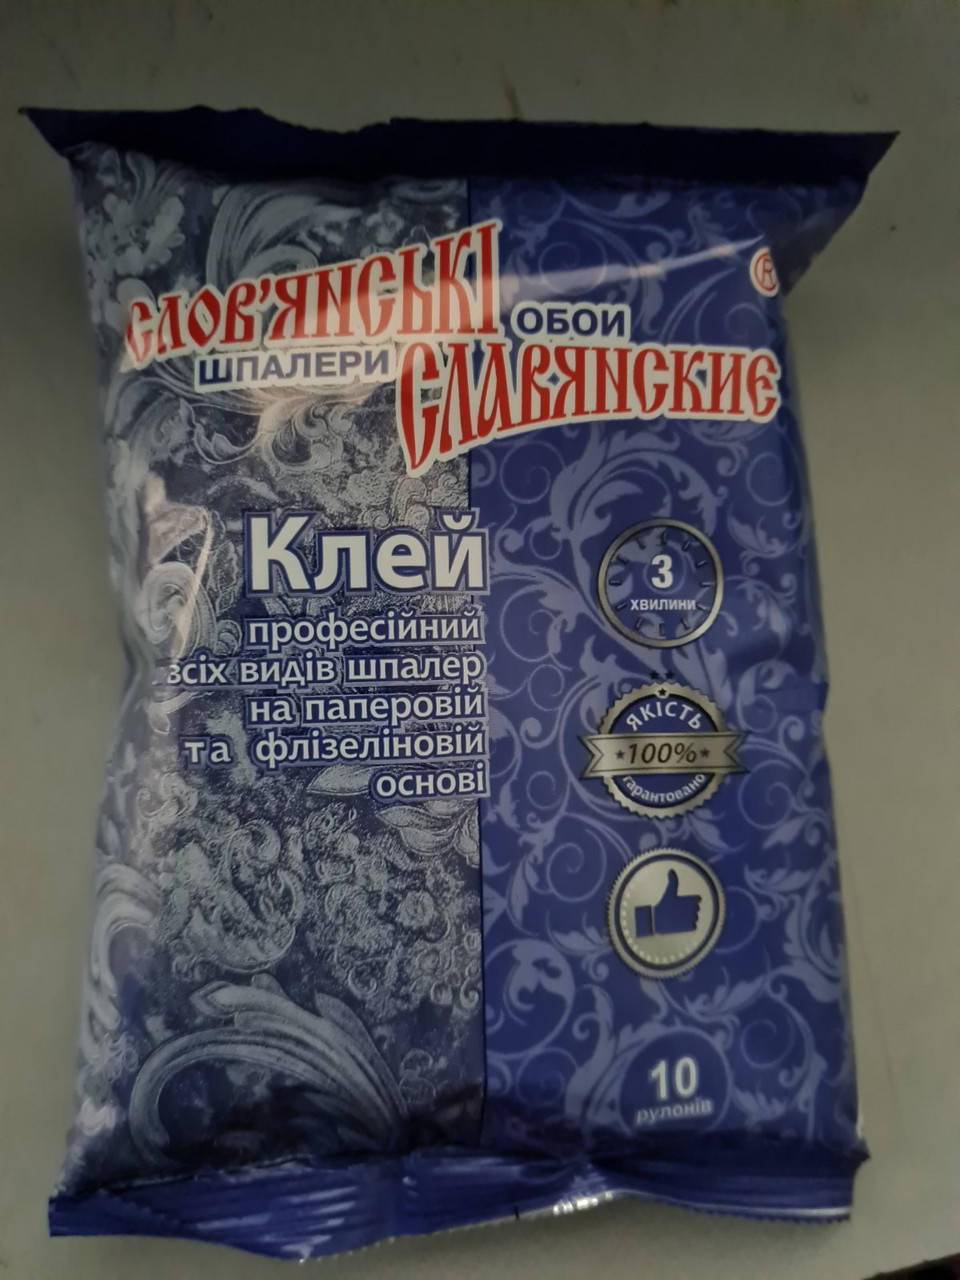 СЛОВ'ЯНСЬКІ
ШПАЛЕРИ
ОБОИ
СЛАВЯНСКИЕ
®
Клей
професійний
всіх видів шпалер
на паперовій
та флізеліновій
основі
3
ХВИЛИНИ
ЯКІСТЬ
100%
гарантовано
10
рулонів